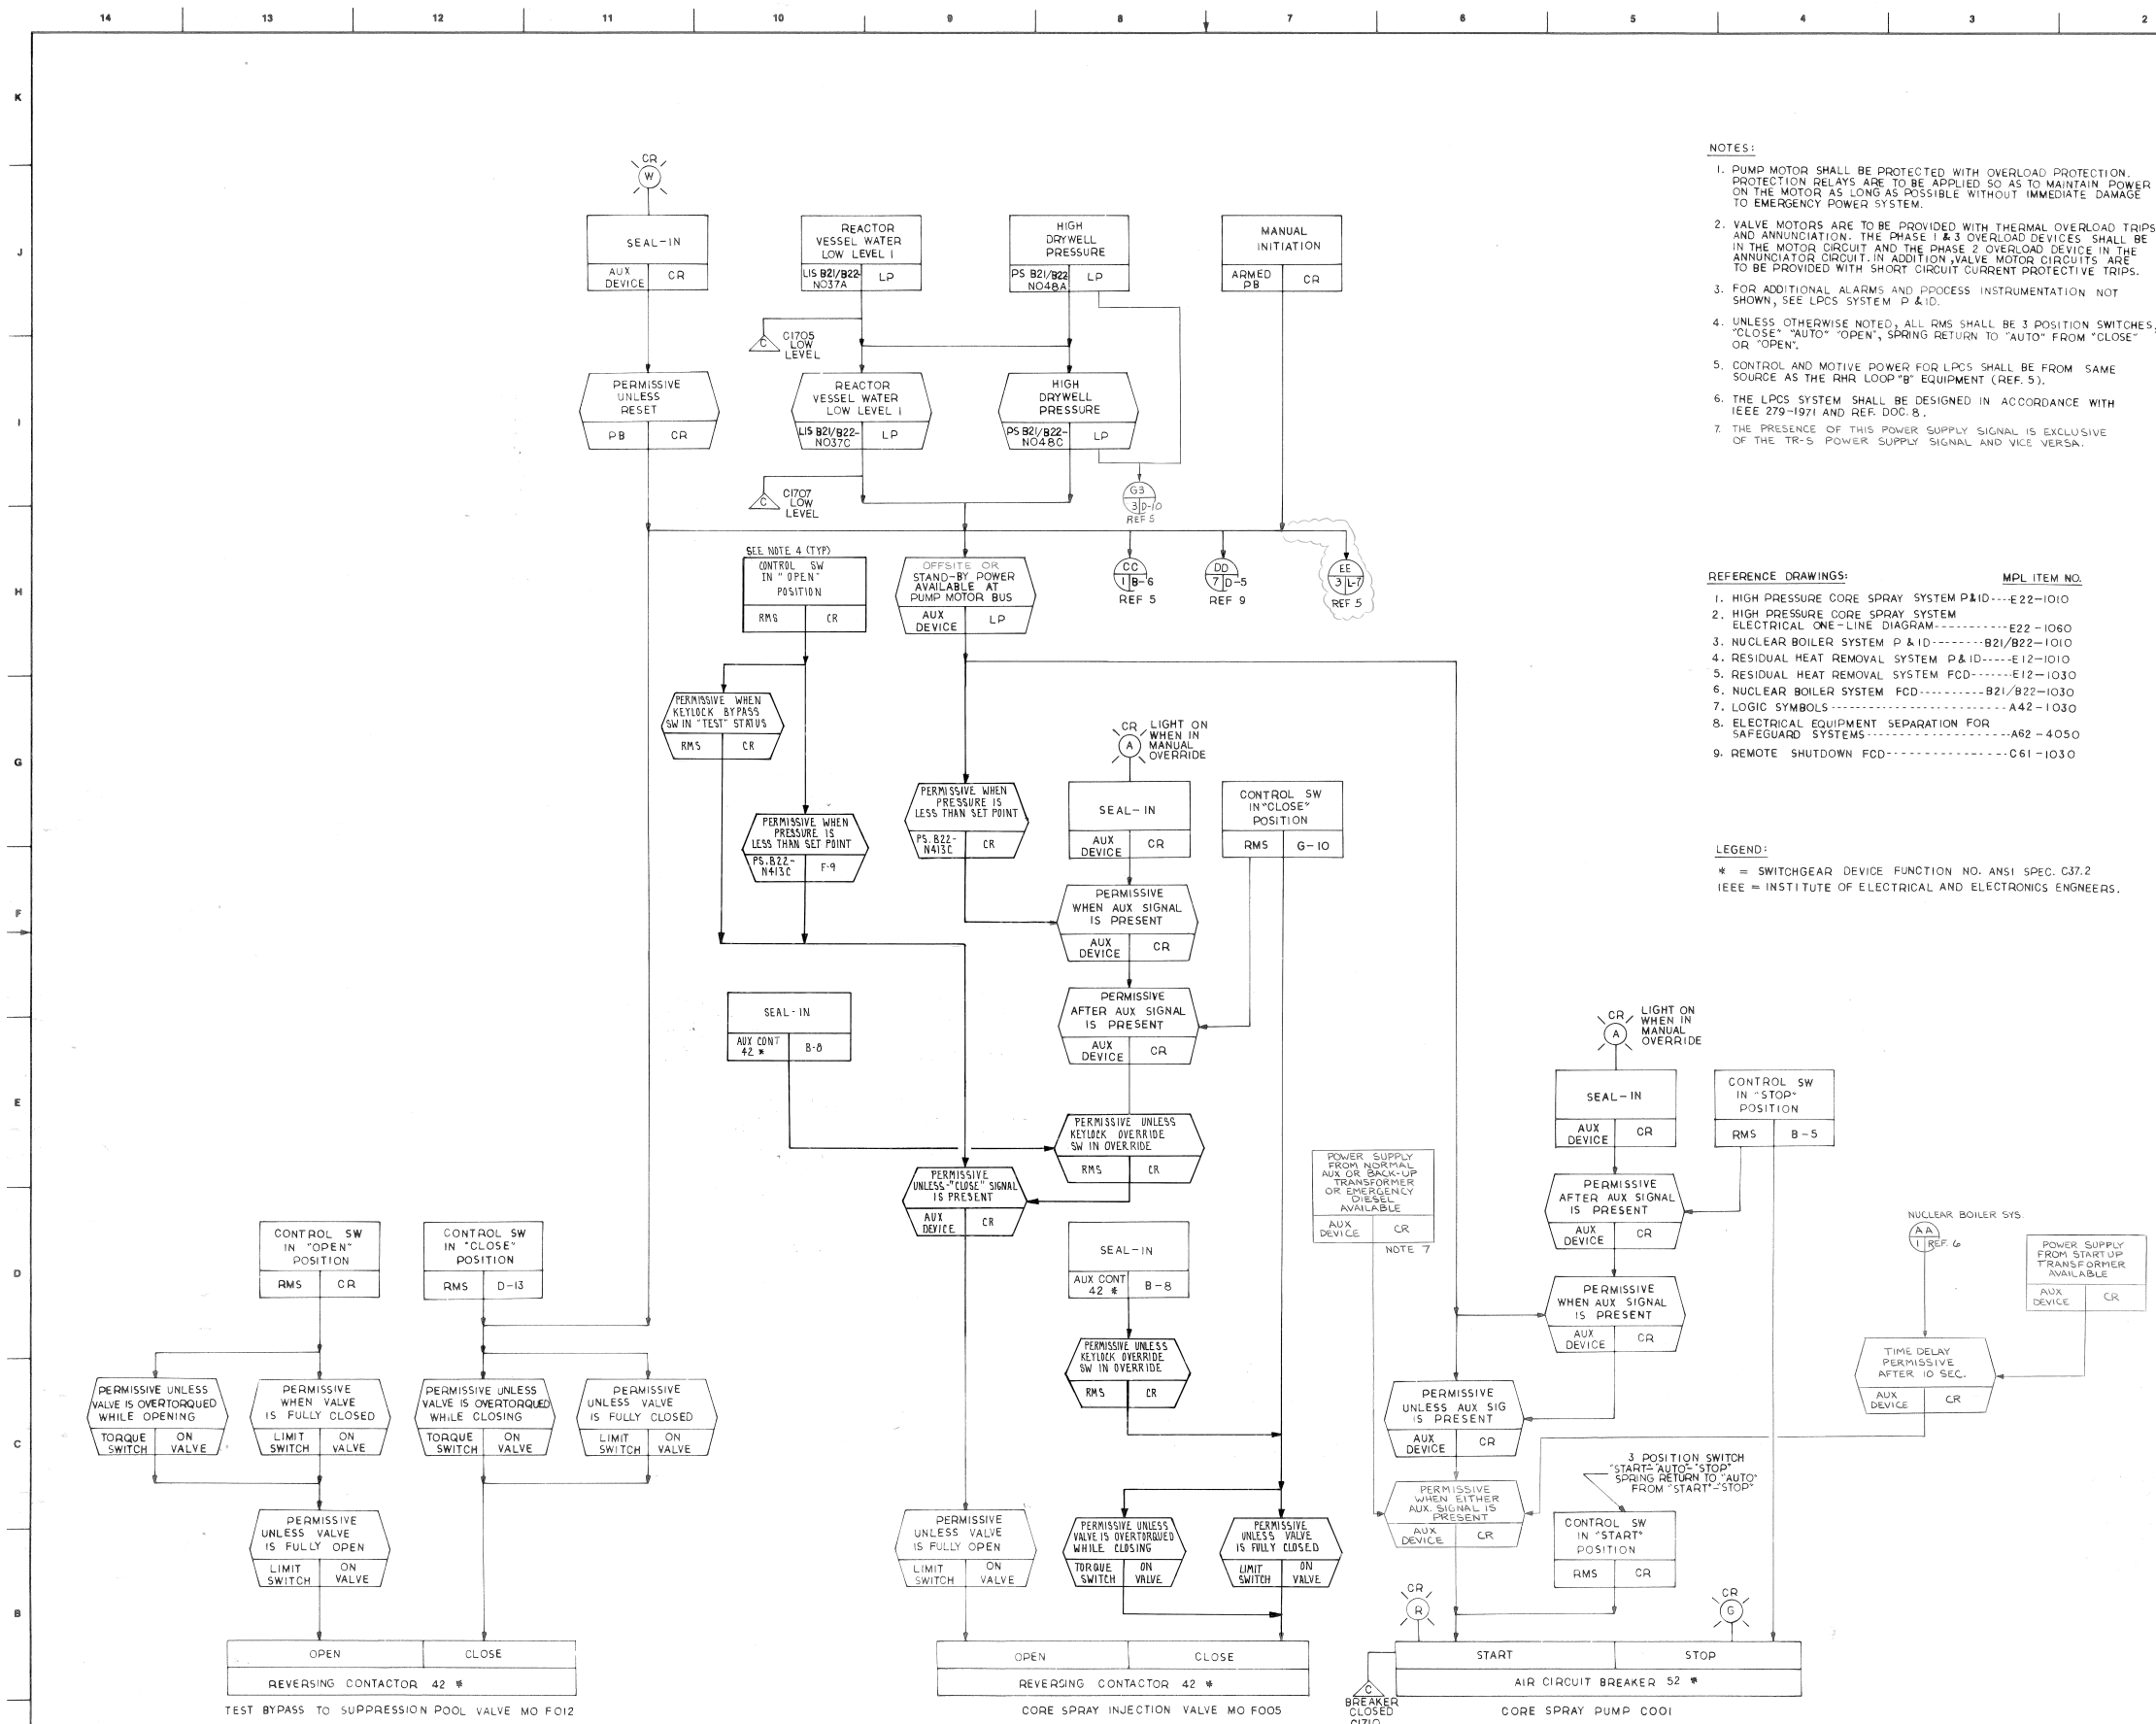 14 13 12 11 10 9 8 7 6 5 4 3 2
K
J
I
H
G
F
E
D
C
B
CR
W
SEAL-IN
AUX DEVICE CR
REACTOR
VESSEL WATER
LOW LEVEL 1
LIS B21/B22-
NO37A LP
HIGH
DRYWELL
PRESSURE
PS B21/B22
NO48A LP
MANUAL
INITIATION
ARMED
PB CR
C
C1705
LOW
LEVEL
PERMISSIVE
UNLESS
RESET
PB CR
REACTOR
VESSEL WATER
LOW LEVEL 1
LIS B21/B22-
NO37C LP
HIGH
DRYWELL
PRESSURE
PS B21/B22-
NO48C LP
C
C1707
LOW
LEVEL
G3
3 D-10
REF 5
SEE NOTE 4 (TYP)
CONTROL SW
IN "OPEN"
POSITION
RMS CR
OFFSITE OR
STAND-BY POWER
AVAILABLE AT
PUMP MOTOR BUS
AUX
DEVICE LP
CC
1 B-6
REF 5
DD
7 D-5
REF 9
EE
3 L-7
REF 5
PERMISSIVE WHEN
KEYLOCK BYPASS
SW IN "TEST" STATUS
RMS CR
CR
A
LIGHT ON
WHEN IN
MANUAL
OVERRIDE
PERMISSIVE WHEN
PRESSURE IS
LESS THAN SET POINT
PS. B22-
N413C F-9
PERMISSIVE WHEN
PRESSURE IS
LESS THAN SET POINT
PS. B22-
N413C CR
SEAL-IN
AUX
DEVICE CR
CONTROL SW
IN "CLOSE"
POSITION
RMS G-10
PERMISSIVE
WHEN AUX SIGNAL
IS PRESENT
AUX
DEVICE CR
PERMISSIVE
AFTER AUX SIGNAL
IS PRESENT
AUX
DEVICE CR
SEAL-IN
AUX CONT
42 * B-8
PERMISSIVE UNLESS
KEYLOCK OVERRIDE
SW IN OVERRIDE
RMS CR
PERMISSIVE
UNLESS-"CLOSE" SIGNAL
IS PRESENT
AUX
DEVICE CR
SEAL-IN
AUX CONT
42 * B-8
PERMISSIVE UNLESS
KEYLOCK OVERRIDE
SW IN OVERRIDE
RMS CR
POWER SUPPLY
FROM NORMAL
AUX OR BACK-UP
TRANSFORMER
OR EMERGENCY
DIESEL
AVAILABLE
AUX
DEVICE CR
NOTE 7
CR
A
LIGHT ON
WHEN IN
MANUAL
OVERRIDE
SEAL-IN
AUX
DEVICE CR
CONTROL SW
IN "STOP"
POSITION
RMS B-5
PERMISSIVE
AFTER AUX SIGNAL
IS PRESENT
AUX
DEVICE CR
PERMISSIVE
WHEN AUX SIGNAL
IS PRESENT
AUX
DEVICE CR
NUCLEAR BOILER SYS.
AA
1 REF. 6
POWER SUPPLY
FROM STARTUP
TRANSFORMER
AVAILABLE
AUX
DEVICE CR
TIME DELAY
PERMISSIVE
AFTER 10 SEC.
AUX
DEVICE CR
CONTROL SW
IN "OPEN"
POSITION
RMS CR
CONTROL SW
IN "CLOSE"
POSITION
RMS D-13
PERMISSIVE UNLESS
VALVE IS OVERTORQUED
WHILE OPENING
TORQUE ON
SWITCH VALVE
PERMISSIVE
WHEN VALVE
IS FULLY CLOSED
LIMIT ON
SWITCH VALVE
PERMISSIVE UNLESS
VALVE IS OVERTORQUED
WHILE CLOSING
TORQUE ON
SWITCH VALVE
PERMISSIVE
UNLESS VALVE
IS FULLY CLOSED
LIMIT ON
SWITCH VALVE
PERMISSIVE
UNLESS AUX SIG
IS PRESENT
AUX
DEVICE CR
3 POSITION SWITCH
"START"-"AUTO"-"STOP"
SPRING RETURN TO "AUTO"
FROM "START"-"STOP"
PERMISSIVE
WHEN EITHER
AUX. SIGNAL IS
PRESENT
AUX
DEVICE CR
CONTROL SW
IN "START"
POSITION
RMS CR
PERMISSIVE
UNLESS VALVE
IS FULLY OPEN
LIMIT ON
SWITCH VALVE
PERMISSIVE
UNLESS VALVE
IS FULLY OPEN
LIMIT ON
SWITCH VALVE
PERMISSIVE UNLESS
VALVE IS OVERTORQUED
WHILE CLOSING
TORQUE ON
SWITCH VALVE
PERMISSIVE
UNLESS VALVE
IS FULLY CLOSED
LIMIT ON
SWITCH VALVE
CR
R
CR
G
OPEN CLOSE
REVERSING CONTACTOR 42 *
TEST BYPASS TO SUPPRESSION POOL VALVE MO F012
OPEN CLOSE
REVERSING CONTACTOR 42 *
CORE SPRAY INJECTION VALVE MO F005
START STOP
AIR CIRCUIT BREAKER 52 *
CORE SPRAY PUMP C001
C
BREAKER
CLOSED
C1710
NOTES:
1. PUMP MOTOR SHALL BE PROTECTED WITH OVERLOAD PROTECTION.
PROTECTION RELAYS ARE TO BE APPLIED SO AS TO MAINTAIN POWER
ON THE MOTOR AS LONG AS POSSIBLE WITHOUT IMMEDIATE DAMAGE
TO EMERGENCY POWER SYSTEM.
2. VALVE MOTORS ARE TO BE PROVIDED WITH THERMAL OVERLOAD TRIPS
AND ANNUNCIATION. THE PHASE 1 & 3 OVERLOAD DEVICES SHALL BE
IN THE MOTOR CIRCUIT AND THE PHASE 2 OVERLOAD DEVICE IN THE
ANNUNCIATOR CIRCUIT. IN ADDITION, VALVE MOTOR CIRCUITS ARE
TO BE PROVIDED WITH SHORT CIRCUIT CURRENT PROTECTIVE TRIPS.
3. FOR ADDITIONAL ALARMS AND PROCESS INSTRUMENTATION NOT
SHOWN, SEE LPCS SYSTEM P & ID.
4. UNLESS OTHERWISE NOTED, ALL RMS SHALL BE 3 POSITION SWITCHES,
"CLOSE" "AUTO" "OPEN", SPRING RETURN TO "AUTO" FROM "CLOSE"
OR "OPEN".
5. CONTROL AND MOTIVE POWER FOR LPCS SHALL BE FROM SAME
SOURCE AS THE RHR LOOP "B" EQUIPMENT (REF. 5).
6. THE LPCS SYSTEM SHALL BE DESIGNED IN ACCORDANCE WITH
IEEE 279-1971 AND REF. DOC. 8.
7. THE PRESENCE OF THIS POWER SUPPLY SIGNAL IS EXCLUSIVE
OF THE TR-S POWER SUPPLY SIGNAL AND VICE VERSA.
REFERENCE DRAWINGS: MPL ITEM NO.
1. HIGH PRESSURE CORE SPRAY SYSTEM P&ID----E22-1010
2. HIGH PRESSURE CORE SPRAY SYSTEM
ELECTRICAL ONE-LINE DIAGRAM-----------E22-1060
3. NUCLEAR BOILER SYSTEM P & ID--------B21/B22-1010
4. RESIDUAL HEAT REMOVAL SYSTEM P&ID-----E12-1010
5. RESIDUAL HEAT REMOVAL SYSTEM FCD------E12-1030
6. NUCLEAR BOILER SYSTEM FCD----------B21/B22-1030
7. LOGIC SYMBOLS----------------------A42-1030
8. ELECTRICAL EQUIPMENT SEPARATION FOR
SAFEGUARD SYSTEMS------------------A62-4050
9. REMOTE SHUTDOWN FCD---------------C61-1030
LEGEND:
* = SWITCHGEAR DEVICE FUNCTION NO. ANSI SPEC. C37.2
IEEE = INSTITUTE OF ELECTRICAL AND ELECTRONICS ENGNEERS.